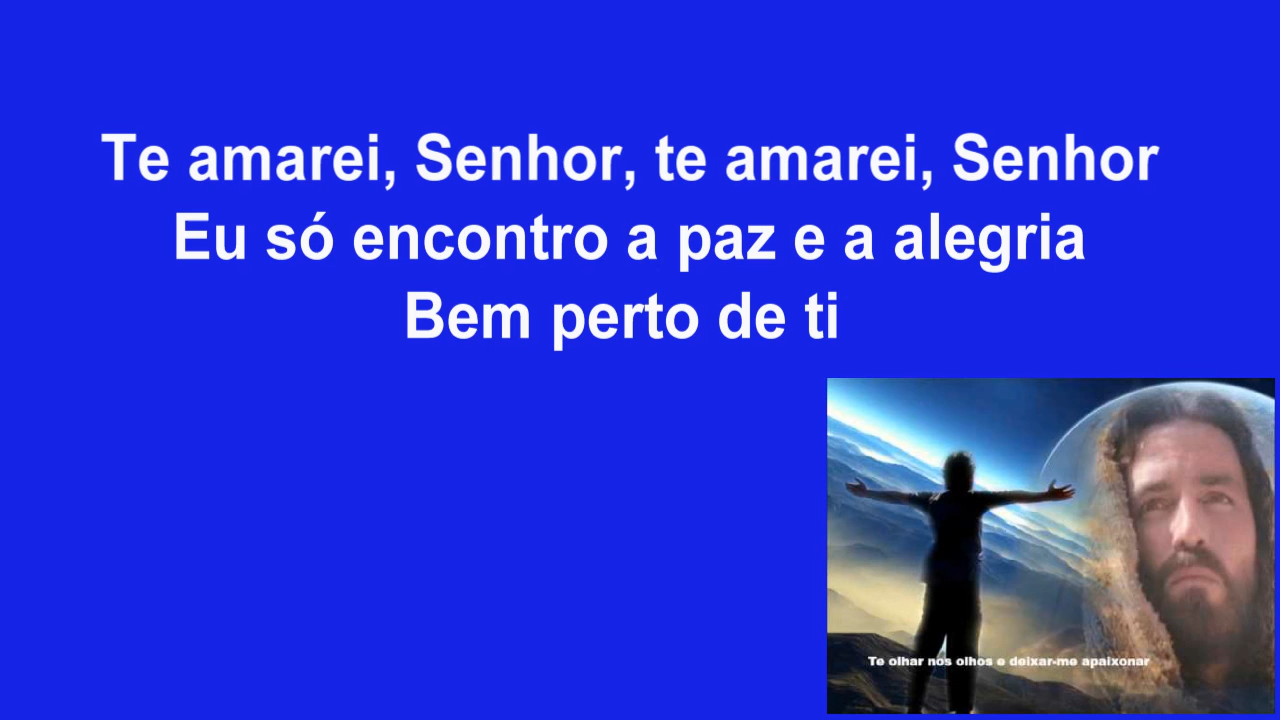 Te amarei, Senhor, te amarei, Senhor
Eu só encontro a paz e a alegria
Bem perto de ti
Te olhar nos olhos e deixar-me apaixonar